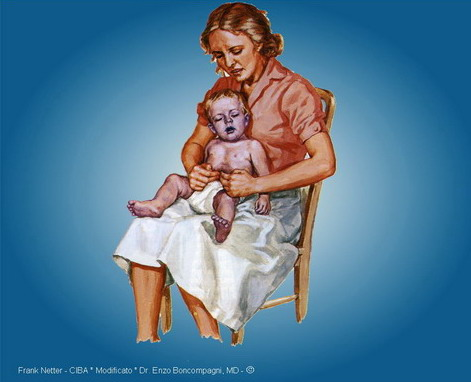 Frank Netter - CIBA * Modificato * Dr. Enzo Boncompagni, MD - ©